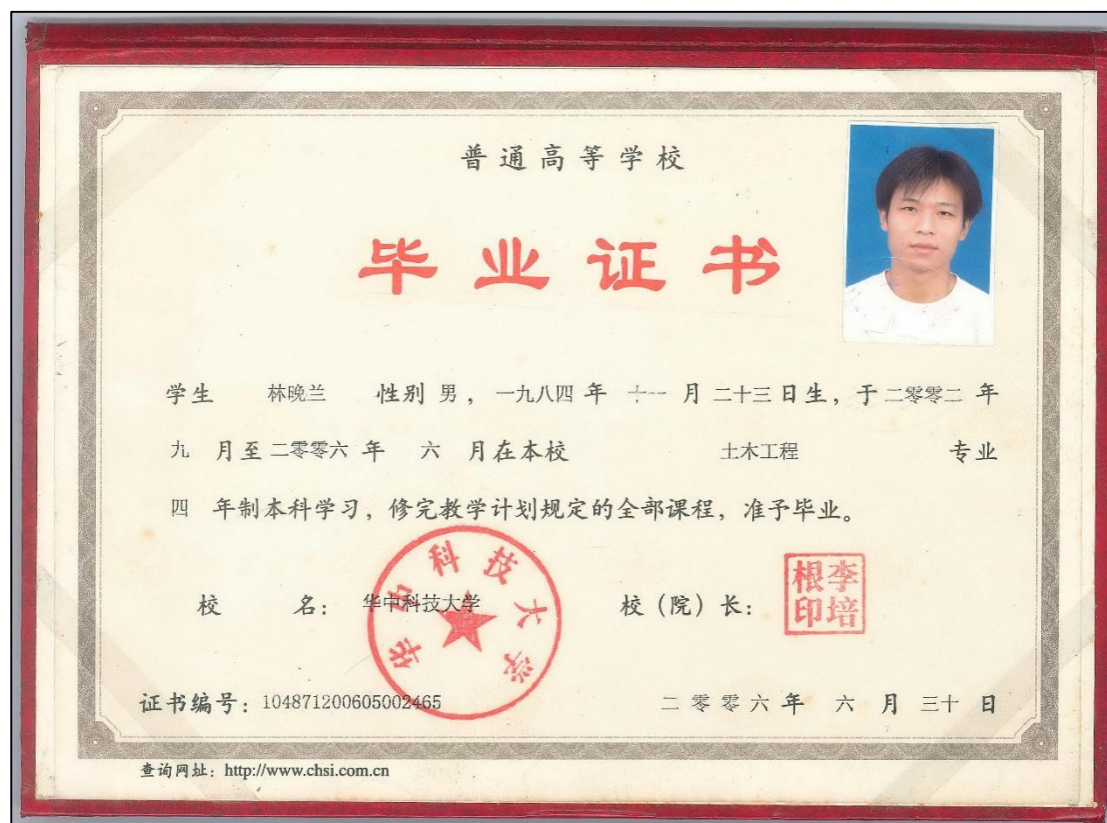 普通高等学校
毕业证书
学生 林晚兰 性别 男，一九八四 年 十一 月 二十三 日生，于 二零零二 年
九 月至 二零零六 年 六 月在本校 土木工程 专业
四 年制本科学习，修完教学计划规定的全部课程，准予毕业。
华中科技大学
校 名： 华中科技大学 校（院）长： 李培根印
证书编号：104871200605002465 二零零六年 六 月 三十 日
查询网址：http://www.chsi.com.cn